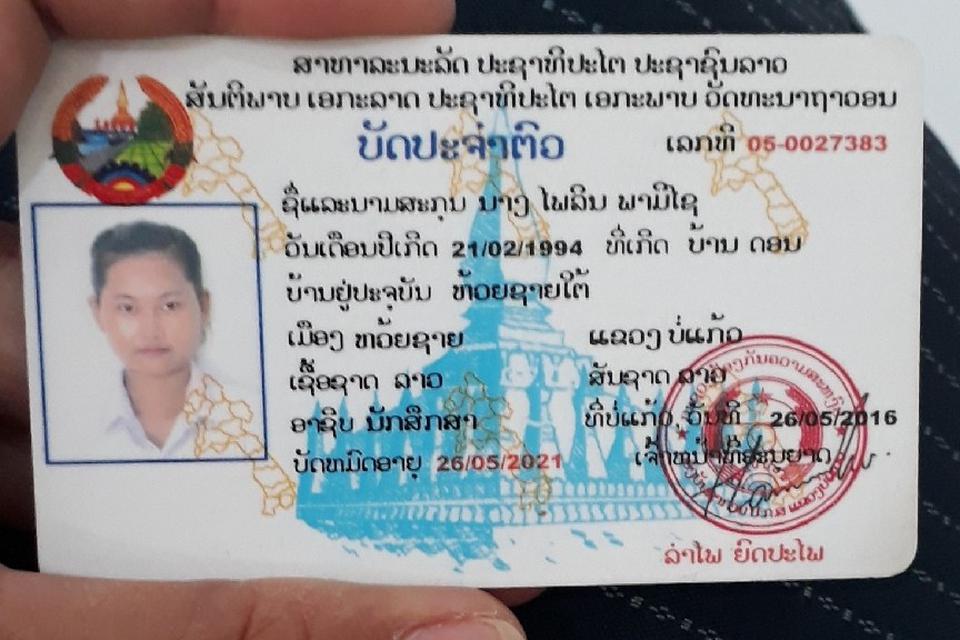 ສາທາລະນະລັດ ປະຊາທິປະໄຕ ປະຊາຊົນລາວ
ສັນຕິພາບ ເອກະລາດ ປະຊາທິປະໄຕ ເອກະພາບ ວັດທະນາຖາວອນ
ບັດປະຈຳຕົວ
ເລກທີ 05-0027383
ຊື່ແລະນາມສະກຸນ ນາງ ໄພລິນ ພາມີໄຊ
ວັນເດືອນປີເກີດ 21/02/1994 ທີ່ເກີດ ບ້ານ ດອນ
ບ້ານຢູ່ປະຈຸບັນ ຫ້ວຍຊາຍໃຕ້
ເມືອງ ຫວ້ຍຊາຍ ແຂວງ ບໍ່ແກ້ວ
ເຊື້ອຊາດ ລາວ ສັນຊາດ ລາວ
ອາຊີບ ນັກສຶກສາ ທີ່ບໍ່ແກ້ວ, ວັນທີ 26/05/2016
ບັດຫມົດອາຍຸ 26/05/2021 ເຈົ້າຫນ້າທີ່ອະນຸຍາດ
ລຳໄພ ຍົດປະໄພ